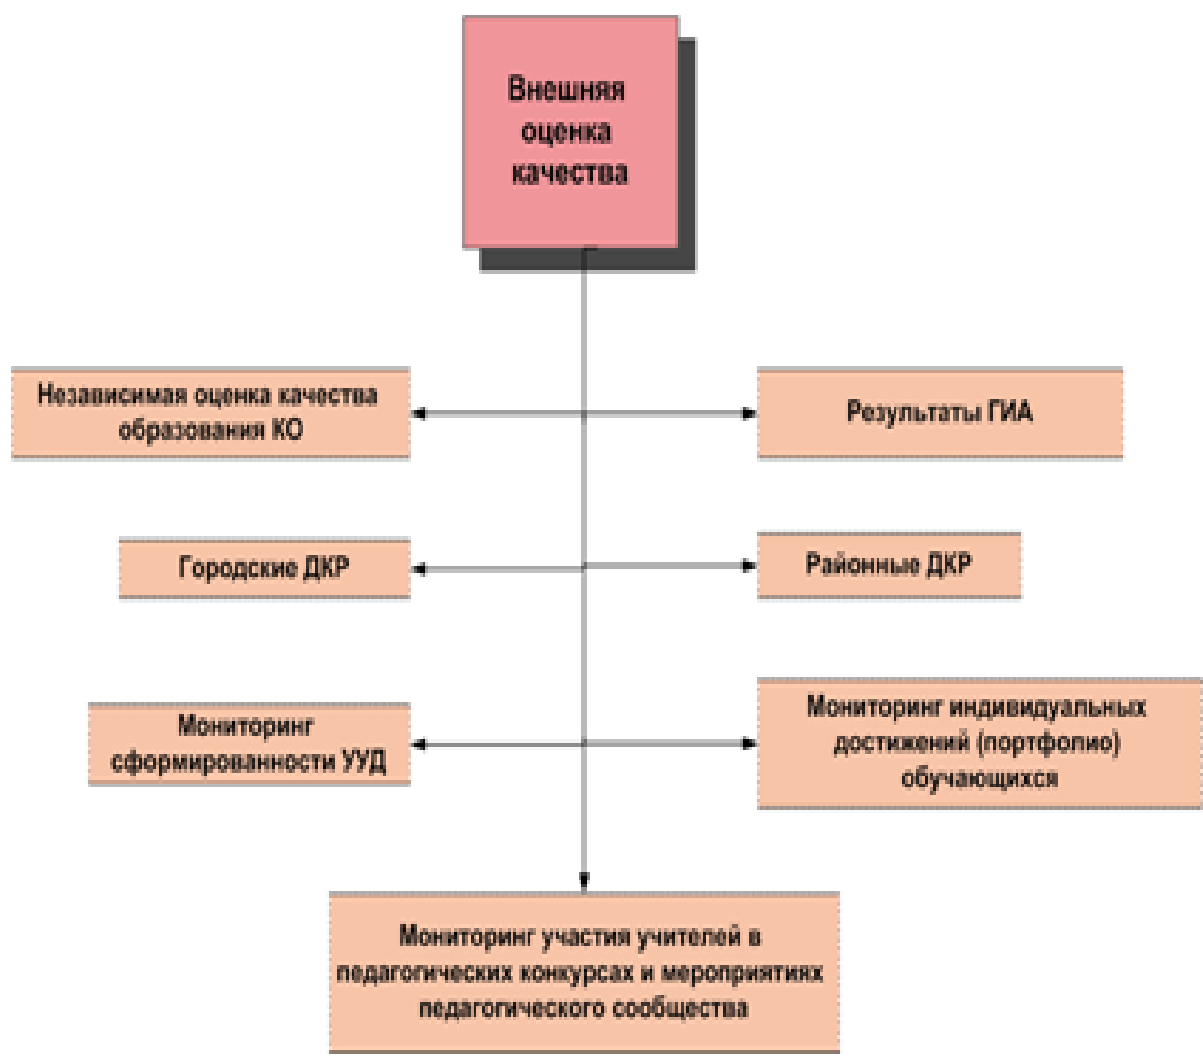 Внешняя
оценка
качества
Независимая оценка качества
образования КО
Результаты ГИА
Городские ДКР
Районные ДКР
Мониторинг
сформированности УУД
Мониторинг индивидуальных
достижений (портфолио)
обучающихся
Мониторинг участия учителей в
педагогических конкурсах и мероприятиях
педагогического сообщества